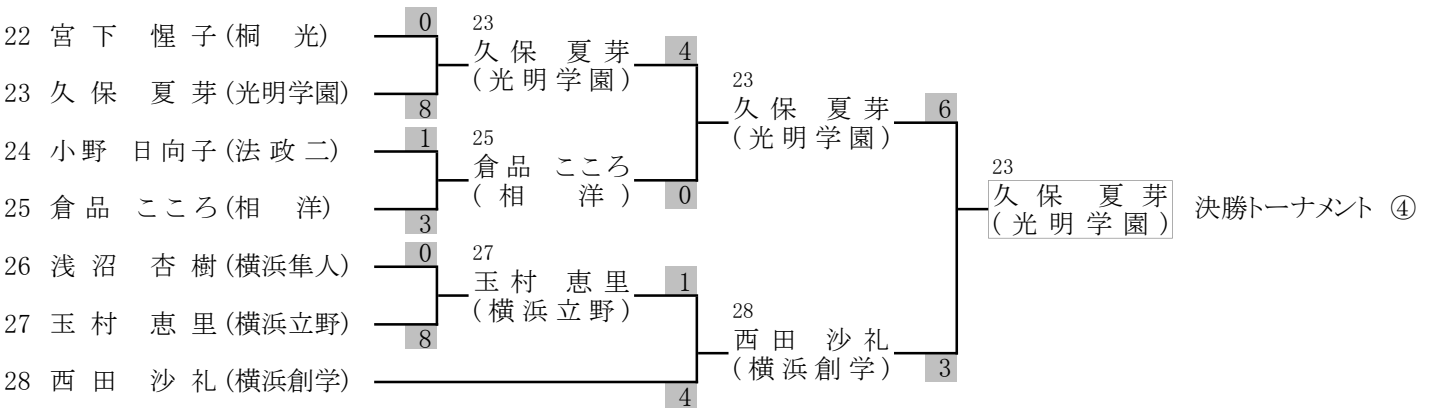 22 宮下 惺子(桐 光)
0
23 久保 夏芽(光明学園)
8
23
久保 夏芽
(光明学園)
4
24 小野 日向子(法政二)
1
25 倉品 こころ(相 洋)
3
25
倉品 こころ
(相 洋)
0
23
久保 夏芽
(光明学園)
6
26 浅沼 杏樹(横浜隼人)
0
27 玉村 恵里(横浜立野)
8
27
玉村 恵里
(横浜立野)
1
28 西田 沙礼(横浜創学)
4
28
西田 沙礼
(横浜創学)
3
23
久保 夏芽
(光明学園)
決勝トーナメント ④